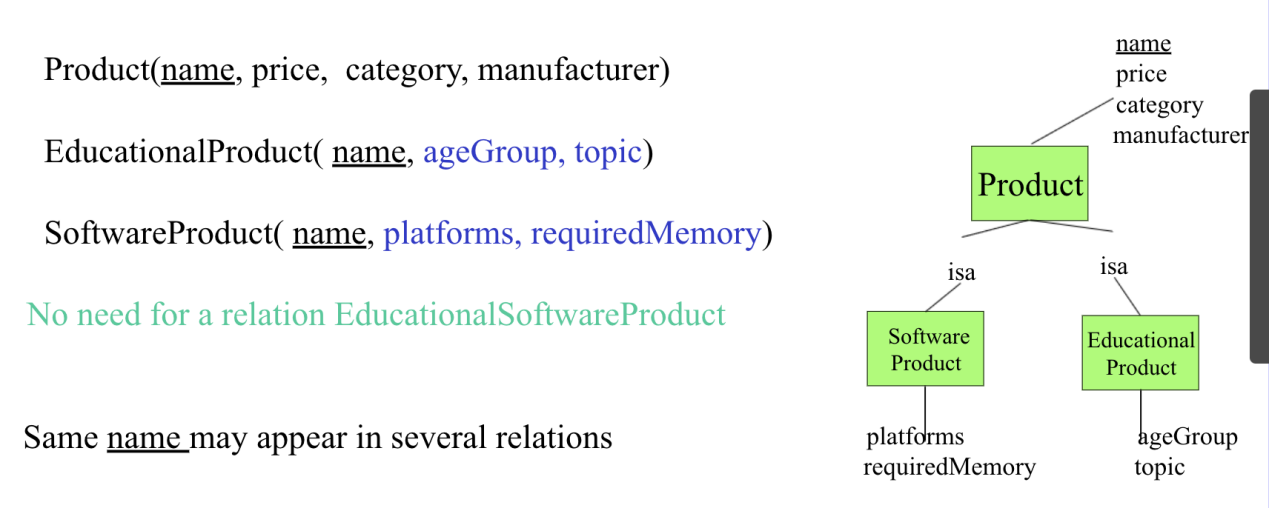 Product(name, price, category, manufacturer)
EducationalProduct( name, ageGroup, topic)
SoftwareProduct( name, platforms, requiredMemory)
No need for a relation EducationalSoftwareProduct
Same name may appear in several relations
name
price
category
manufacturer
Product
isa
isa
Software
Product
Educational
Product
platforms
requiredMemory
ageGroup
topic